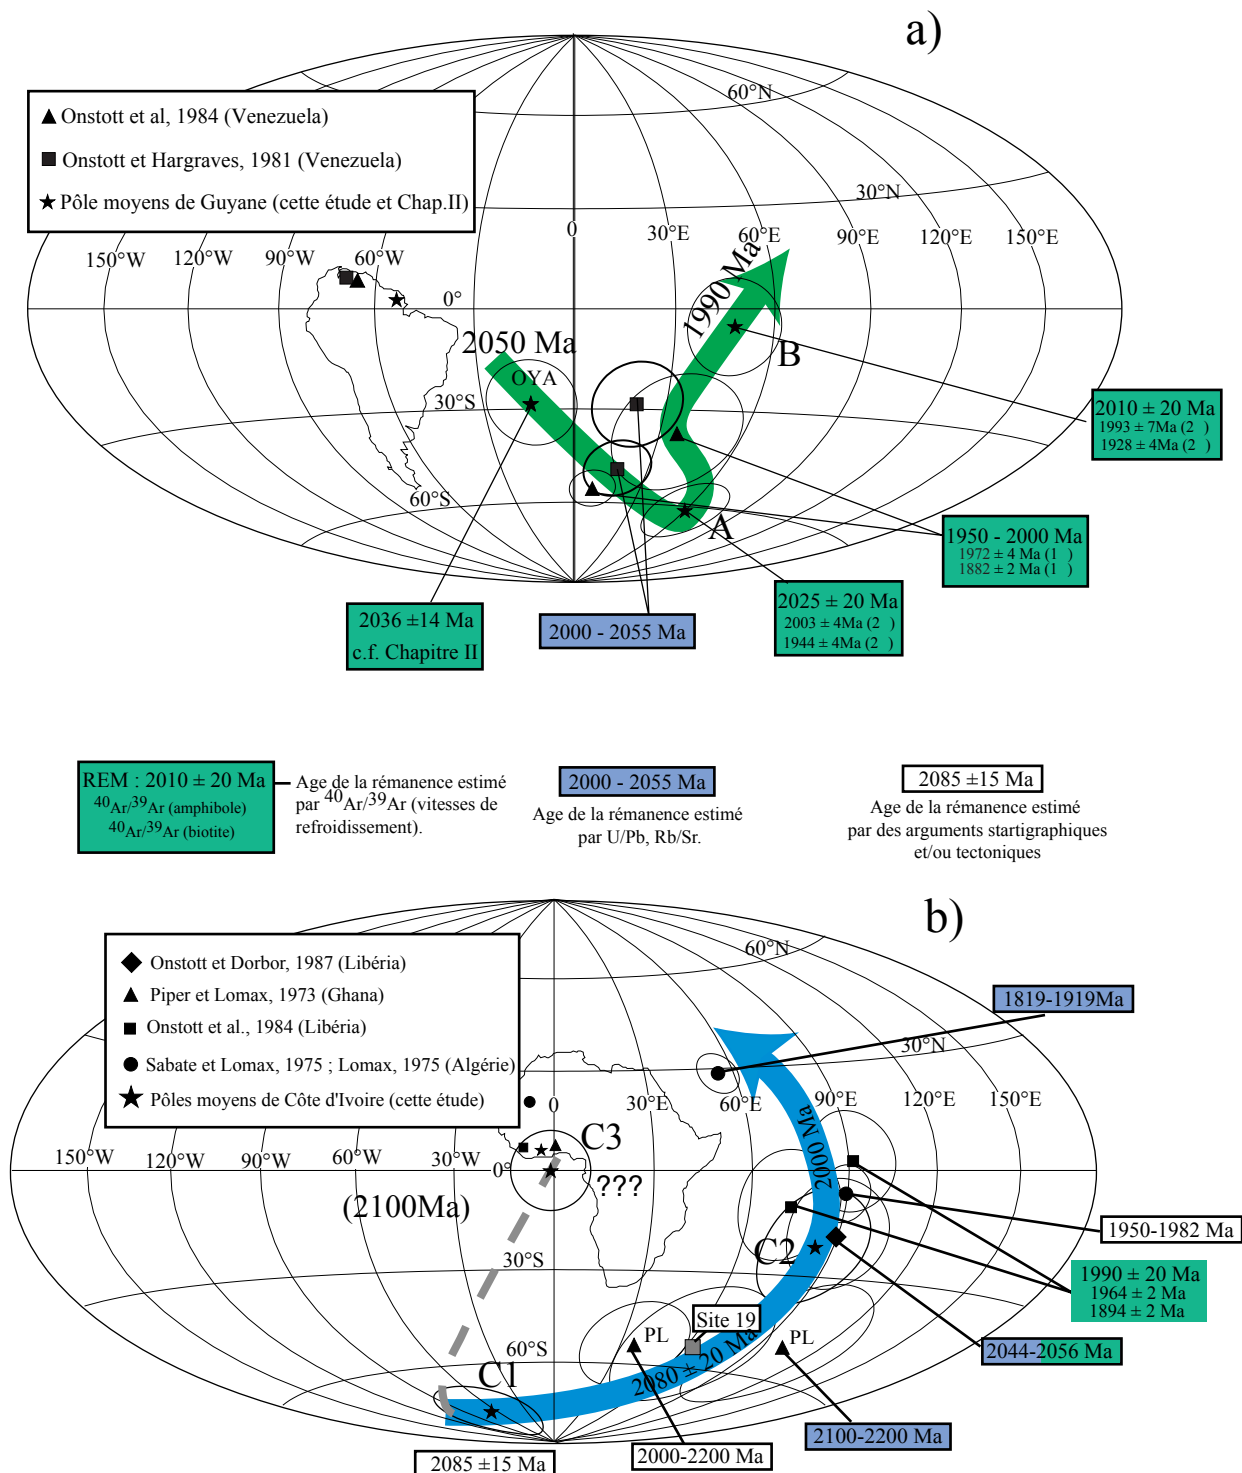 a)
60°N
▲ Onstott et al, 1984 (Venezuela)
■ Onstott et Hargraves, 1981 (Venezuela)
★ Pôle moyens de Guyane (cette étude et Chap.II)
30°N
150°W 120°W 90°W 60°W 0 30°E 60°E 90°E 120°E 150°E
0°
1990 Ma
2050 Ma
B
OYA
30°S
60°S
A
2010 ± 20 Ma
1993 ± 7Ma (2 )
1928 ± 4Ma (2 )
1950 - 2000 Ma
1972 ± 4 Ma (1 )
1882 ± 2 Ma (1 )
2036 ±14 Ma
c.f. Chapitre II
2000 - 2055 Ma
2025 ± 20 Ma
2003 ± 4Ma (2 )
1944 ± 4Ma (2 )
REM : 2010 ± 20 Ma
40Ar/39Ar (amphibole)
40Ar/39Ar (biotite)
Age de la rémanence estimé
par 40Ar/39Ar (vitesses de
refroidissement).
2000 - 2055 Ma
Age de la rémanence estimé
par U/Pb, Rb/Sr.
2085 ±15 Ma
Age de la rémanence estimé
par des arguments startigraphiques
et/ou tectoniques
b)
60°N
◆ Onstott et Dorbor, 1987 (Libéria)
▲ Piper et Lomax, 1973 (Ghana)
■ Onstott et al., 1984 (Libéria)
● Sabate et Lomax, 1975 ; Lomax, 1975 (Algérie)
★ Pôles moyens de Côte d'Ivoire (cette étude)
1819-1919Ma
30°N
150°W 120°W 90°W 30°W 0 30°E 60°E 90°E 120°E 150°E
C3
0°
???
2000 Ma
(2100Ma)
1950-1982 Ma
C2
30°S
1990 ± 20 Ma
1964 ± 2 Ma
1894 ± 2 Ma
Site 19
PL
PL
2044-2056 Ma
60°S
2080 ± 20 Ma
C1
2100-2200 Ma
2000-2200 Ma
2085 ±15 Ma